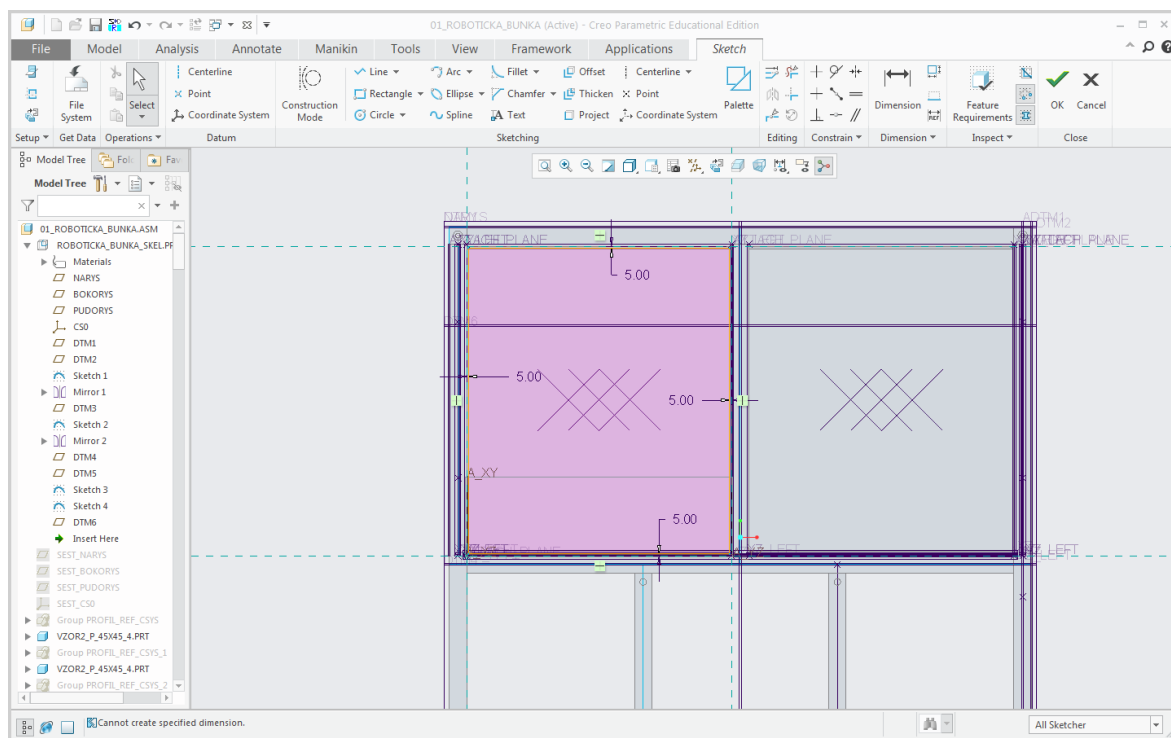 01_ROBOTICKA_BUNKA (Active) - Creo Parametric Educational Edition
File Model Analysis Annotate Manikin Tools View Framework Applications Sketch
Centerline Line Arc Fillet Offset Centerline
File System Select Point Construction Mode Rectangle Ellipse Chamfer Thicken Point Palette Dimension Feature Requirements OK Cancel
Coordinate System Circle Spline Text Project Coordinate System
Setup Get Data Operations Datum Sketching Editing Constrain Dimension Inspect Close
Model Tree Fol Fav
Model Tree
01_ROBOTICKA_BUNKA.ASM
ROBOTICKA_BUNKA_SKEL.PF
Materials
NARYS
BOKORYS
PUDORYS
CS0
DTM1
DTM2
Sketch 1
Mirror 1
DTM3
Sketch 2
Mirror 2
DTM4
DTM5
Sketch 3
Sketch 4
DTM6
Insert Here
SEST_NARYS
SEST_BOKORYS
SEST_PUDORYS
SEST_CS0
Group PROFIL_REF_CSYS
VZOR2_P_45X45_4.PRT
Group PROFIL_REF_CSYS_1
VZOR2_P_45X45_4.PRT
Group PROFIL_REF_CSYS_2
5.00
5.00
5.00
A_XY
5.00
Cannot create specified dimension.
All Sketcher